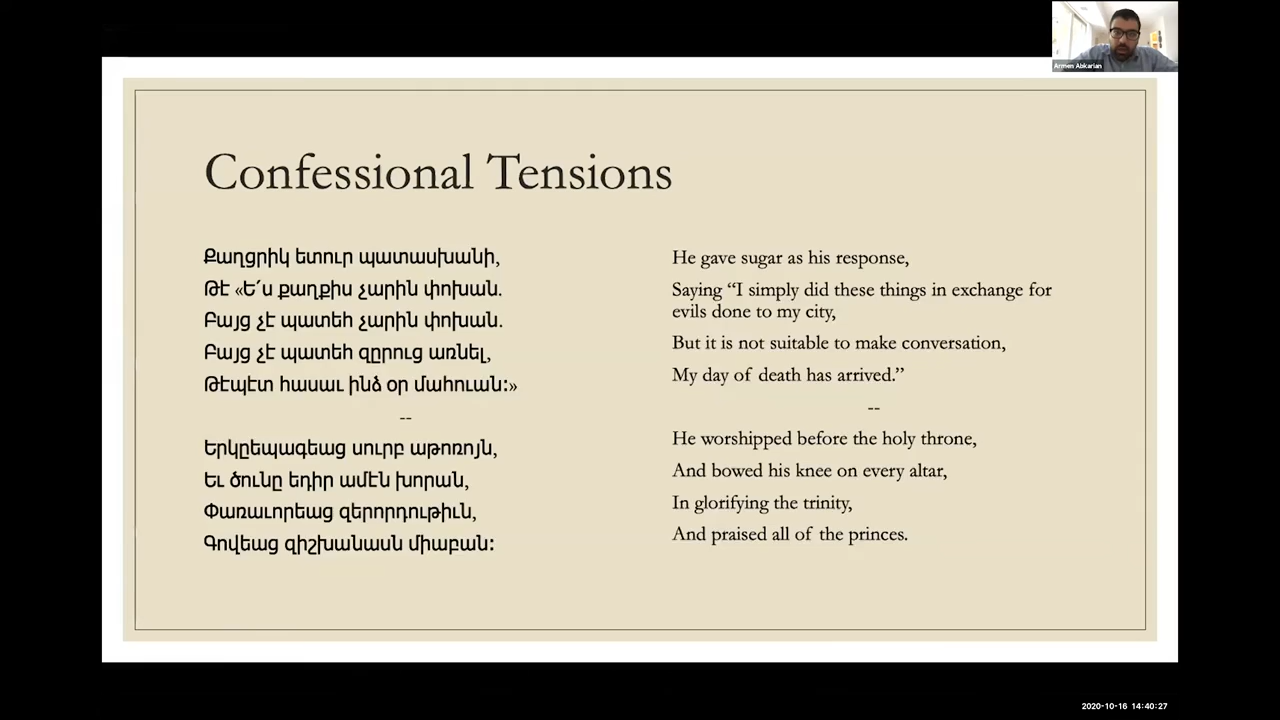 Armen Abkarian
Confessional Tensions
Քաղցրիկ ետուր պատասխանի,
Թէ «Ե՛ս քաղքիս չարին փոխան.
Բայց չէ պատեհ չարին փոխան.
Բայց չէ պատեհ զըրուց առնել,
Թէպէտ հասաւ ինձ օր մահուան։»
--
Երկըեպագեաց սուրբ աթոռոյն,
Եւ ծունը եդիր ամէն խորան,
Փառաւորեաց զերորդութիւն,
Գովեաց զիշխանասն միաբան։
He gave sugar as his response,
Saying “I simply did these things in exchange for
evils done to my city,
But it is not suitable to make conversation,
My day of death has arrived.”
--
He worshipped before the holy throne,
And bowed his knee on every altar,
In glorifying the trinity,
And praised all of the princes.
2020-10-16 14:40:27